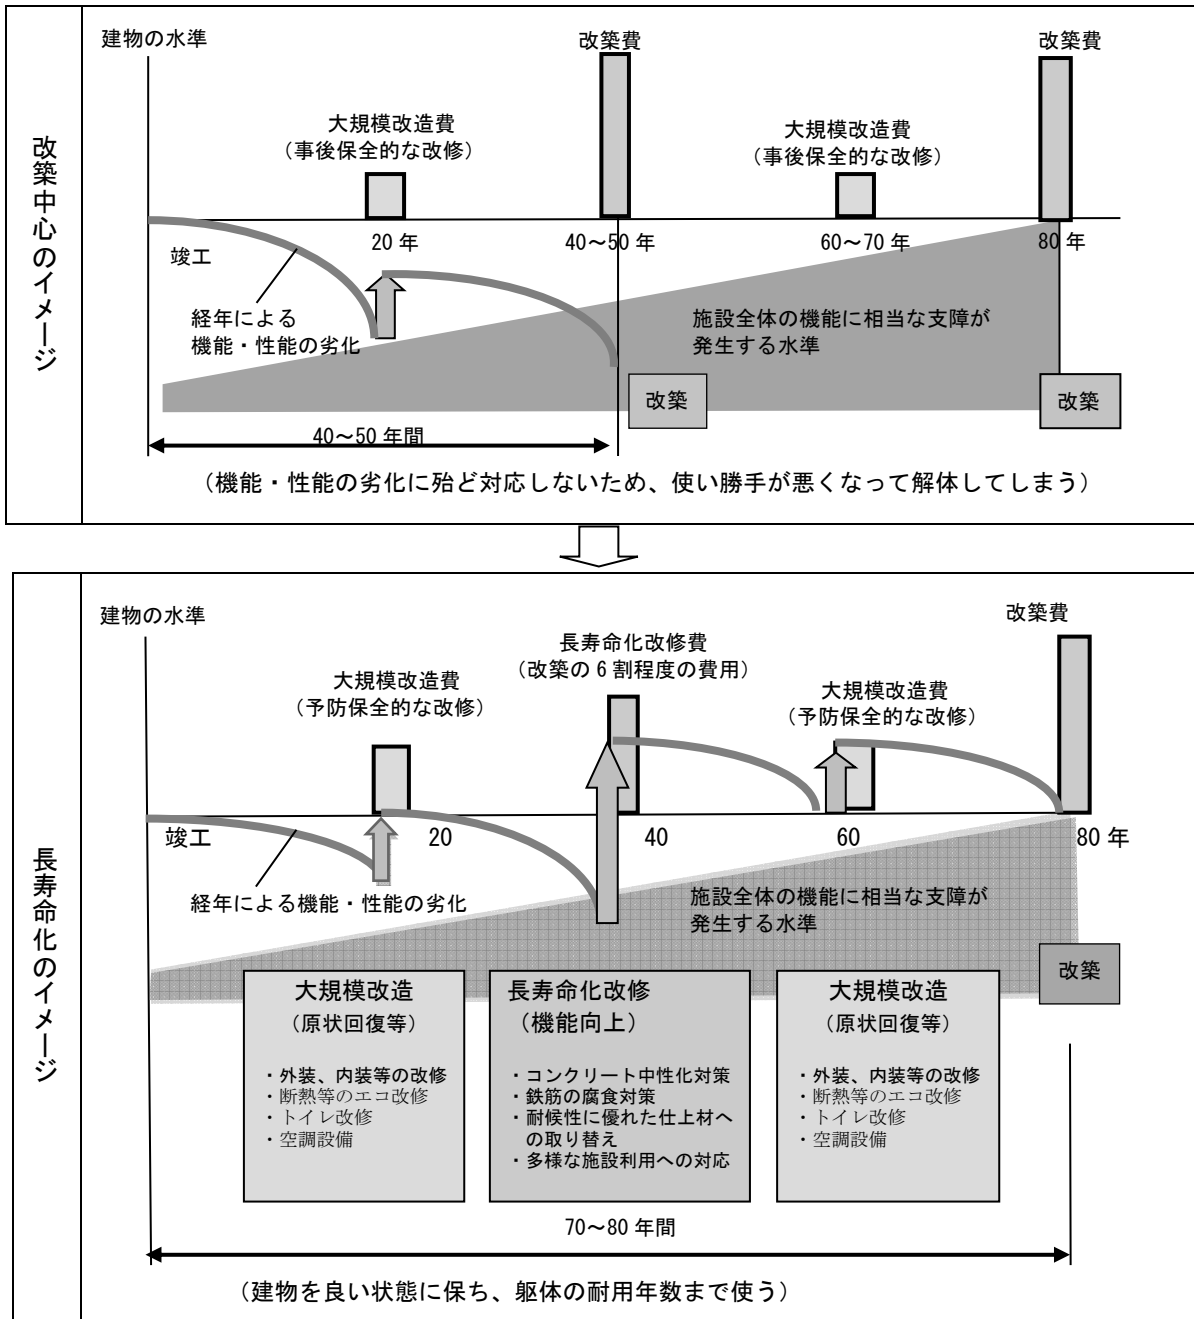 改築中心のイメージ
建物の水準
改築費
改築費
大規模改造費
（事後保全的な改修）
大規模改造費
（事後保全的な改修）
20 年
40～50 年
60～70 年
80 年
竣工
経年による
機能・性能の劣化
施設全体の機能に相当な支障が
発生する水準
改築
改築
40～50 年間
（機能・性能の劣化に殆ど対応しないため、使い勝手が悪くなって解体してしまう）
長寿命化のイメージ
建物の水準
改築費
長寿命化改修費
（改築の 6 割程度の費用）
大規模改造費
（予防保全的な改修）
大規模改造費
（予防保全的な改修）
竣工
20
40
60
80 年
経年による機能・性能の劣化
施設全体の機能に相当な支障が
発生する水準
改築
大規模改造
（原状回復等）
・外装、内装等の改修
・断熱等のエコ改修
・トイレ改修
・空調設備
長寿命化改修
（機能向上）
・コンクリート中性化対策
・鉄筋の腐食対策
・耐候性に優れた仕上材へ
の取り替え
・多様な施設利用への対応
大規模改造
（原状回復等）
・外装、内装等の改修
・断熱等のエコ改修
・トイレ改修
・空調設備
70～80 年間
（建物を良い状態に保ち、躯体の耐用年数まで使う）